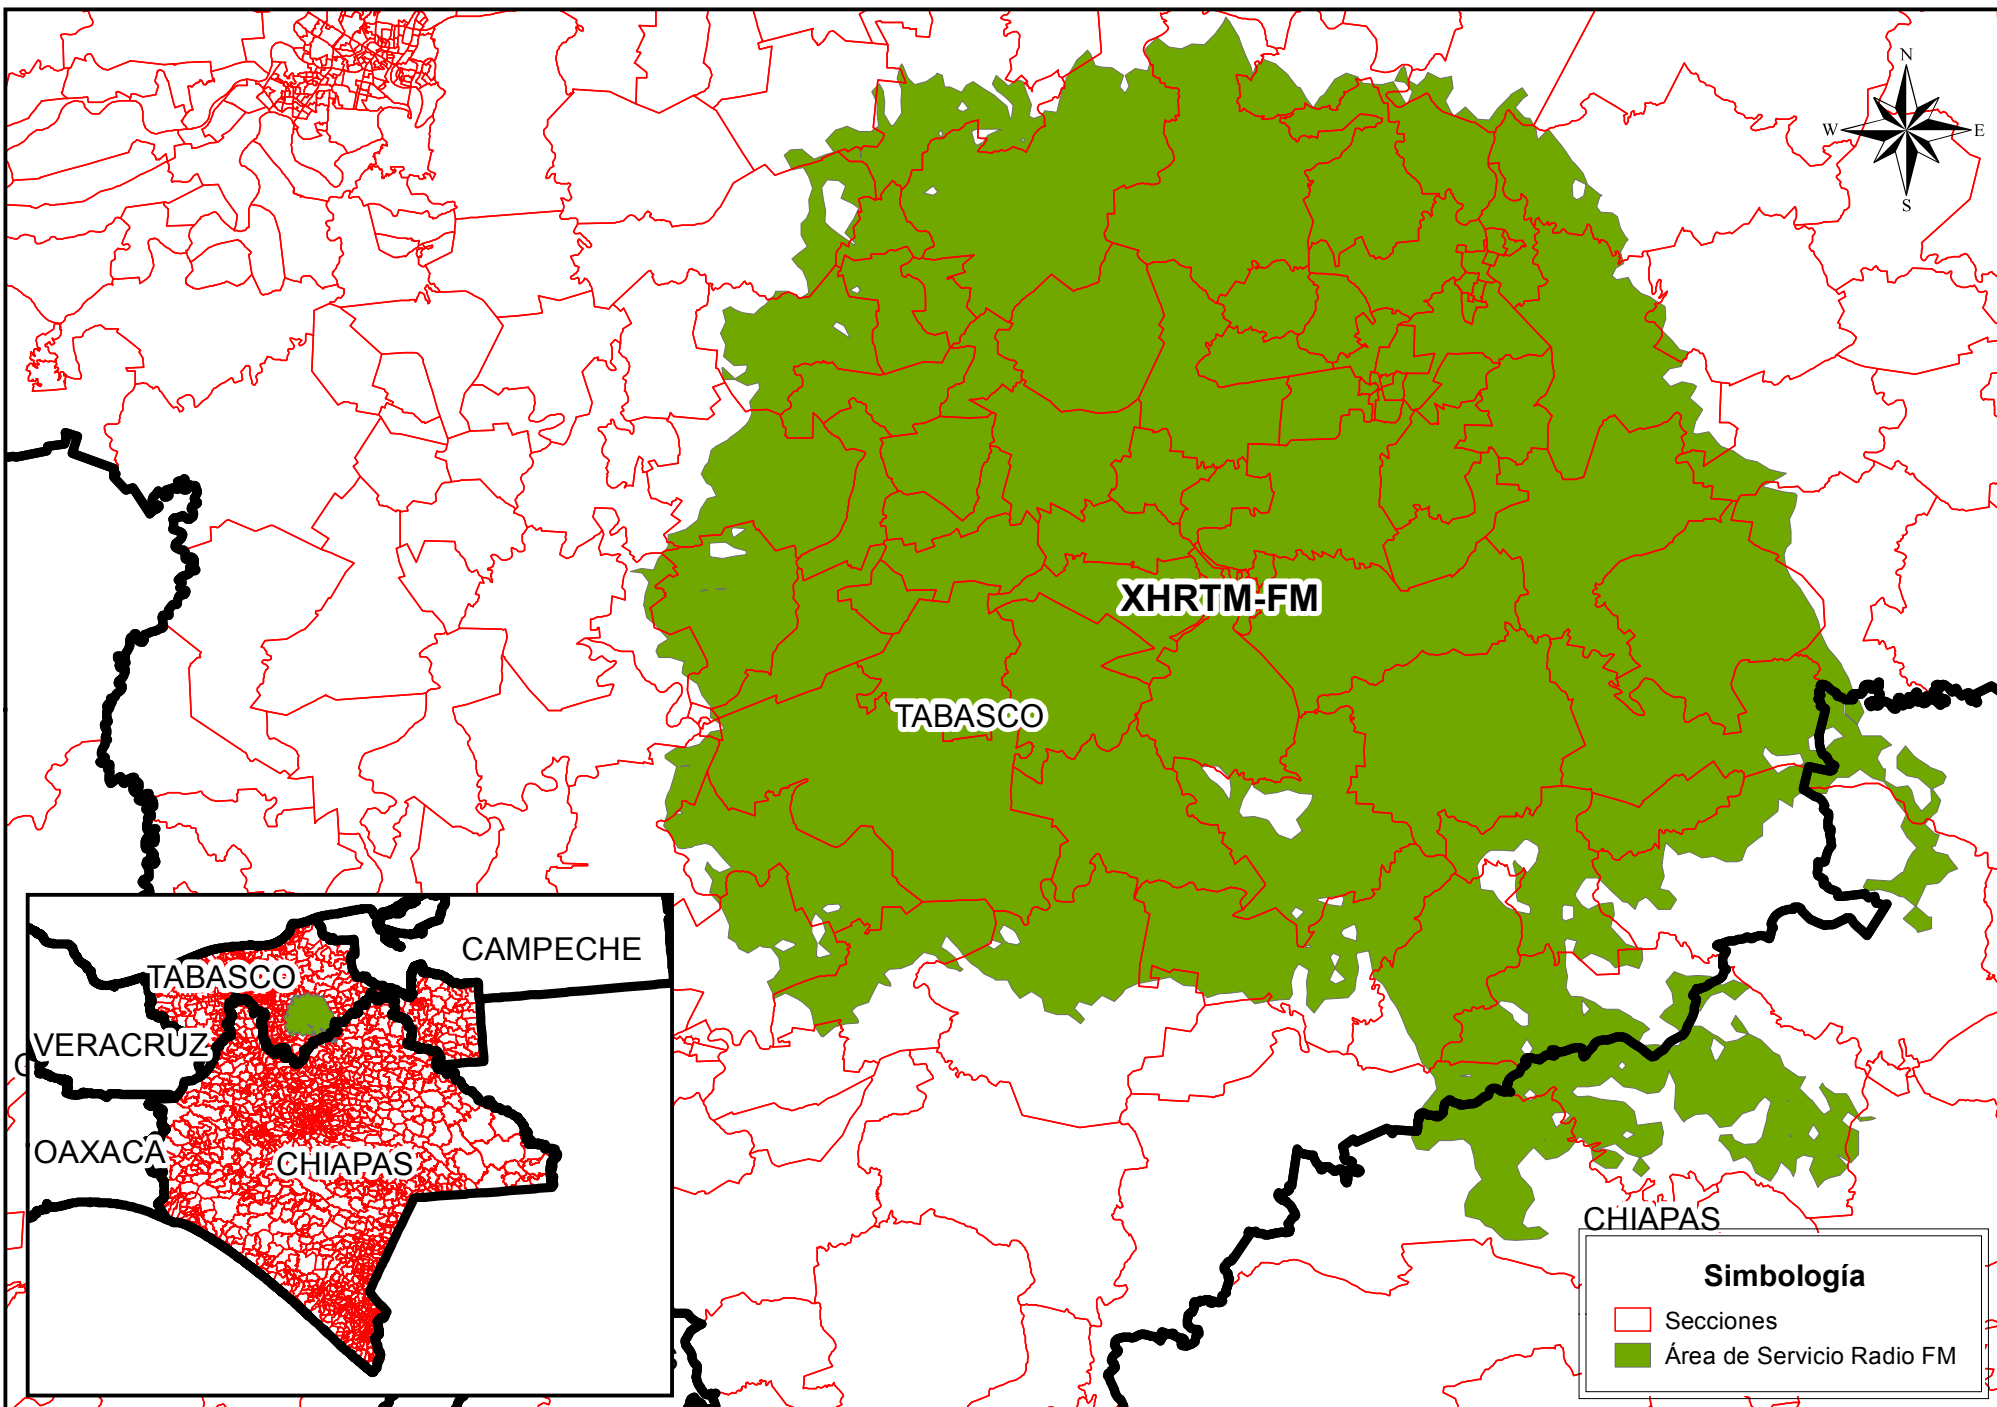 N
W E
S
XHRTM-FM
TABASCO
CAMPECHE
TABASCO
VERACRUZ
OAXACA
CHIAPAS
CHIAPAS
Simbología
Secciones
Área de Servicio Radio FM